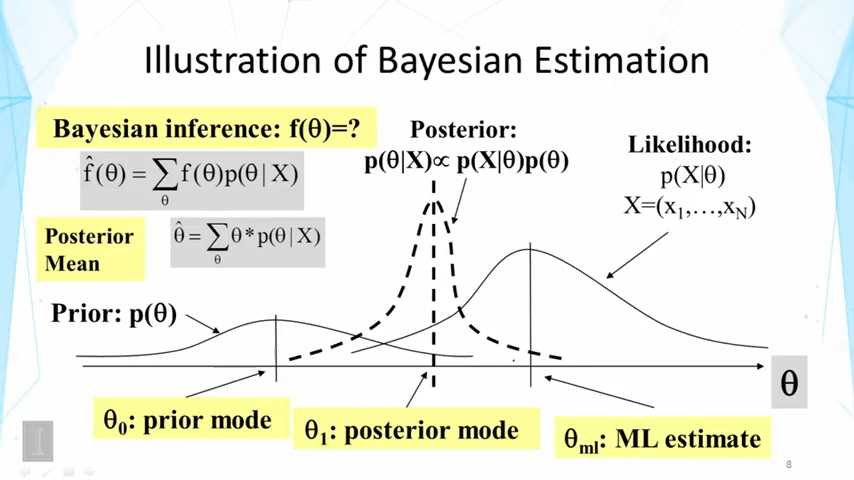 Illustration of Bayesian Estimation
Bayesian inference: f(θ)=?
f̂(θ) = ∑θ f(θ)p(θ | X)
Posterior
Mean
θ̂ = ∑θ θ * p(θ | X)
Posterior:
p(θ|X)∝ p(X|θ)p(θ)
Likelihood:
p(X|θ)
X=(x₁,…,xN)
Prior: p(θ)
θ
θ₀: prior mode
θ₁: posterior mode
θml: ML estimate
I
8